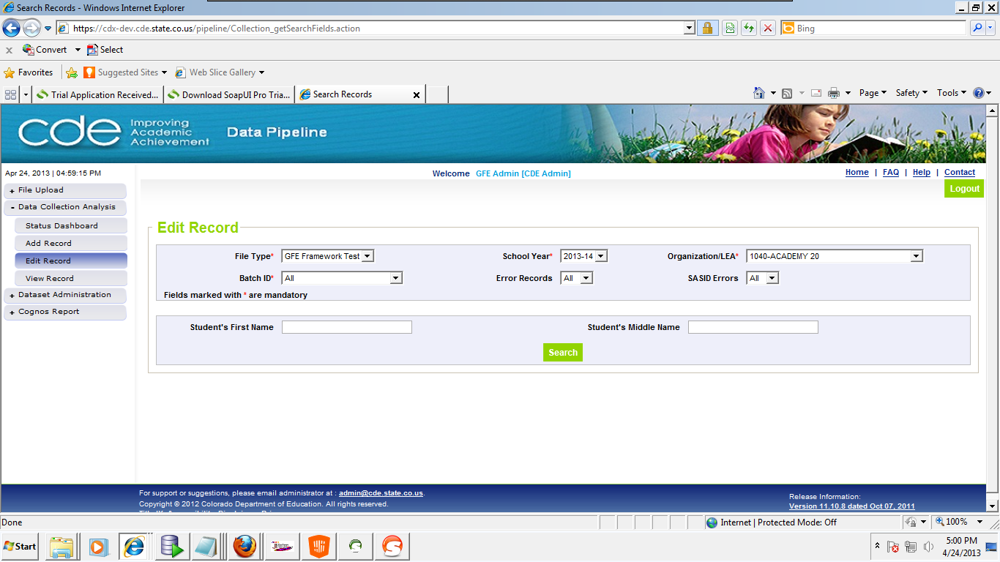 Search Records - Windows Internet Explorer
https://cdx-dev.cde.state.co.us/pipeline/Collection_getSearchFields.action
Bing
x Convert Select
Favorites Suggested Sites Web Slice Gallery
Trial Application Received... Download SoapUI Pro Tria... Search Records Page Safety Tools
cde Improving Academic Achievement Data Pipeline
Apr 24, 2013 | 04:59:15 PM Welcome GFE Admin [CDE Admin] Home | FAQ | Help | Contact
Logout
+ File Upload
- Data Collection Analysis
Status Dashboard
Add Record
Edit Record
View Record
+ Dataset Administration
+ Cognos Report
Edit Record
File Type* GFE Framework Test School Year* 2013-14 Organization/LEA* 1040-ACADEMY 20
Batch ID* All Error Records All SASID Errors All
Fields marked with * are mandatory
Student's First Name Student's Middle Name
Search
For support or suggestions, please email administrator at : admin@cde.state.co.us.
Copyright © 2012 Colorado Department of Education. All rights reserved.
Release Information:
Version 11.10.8 dated Oct 07, 2011
Done Internet | Protected Mode: Off 100%
Start 5:00 PM
4/24/2013